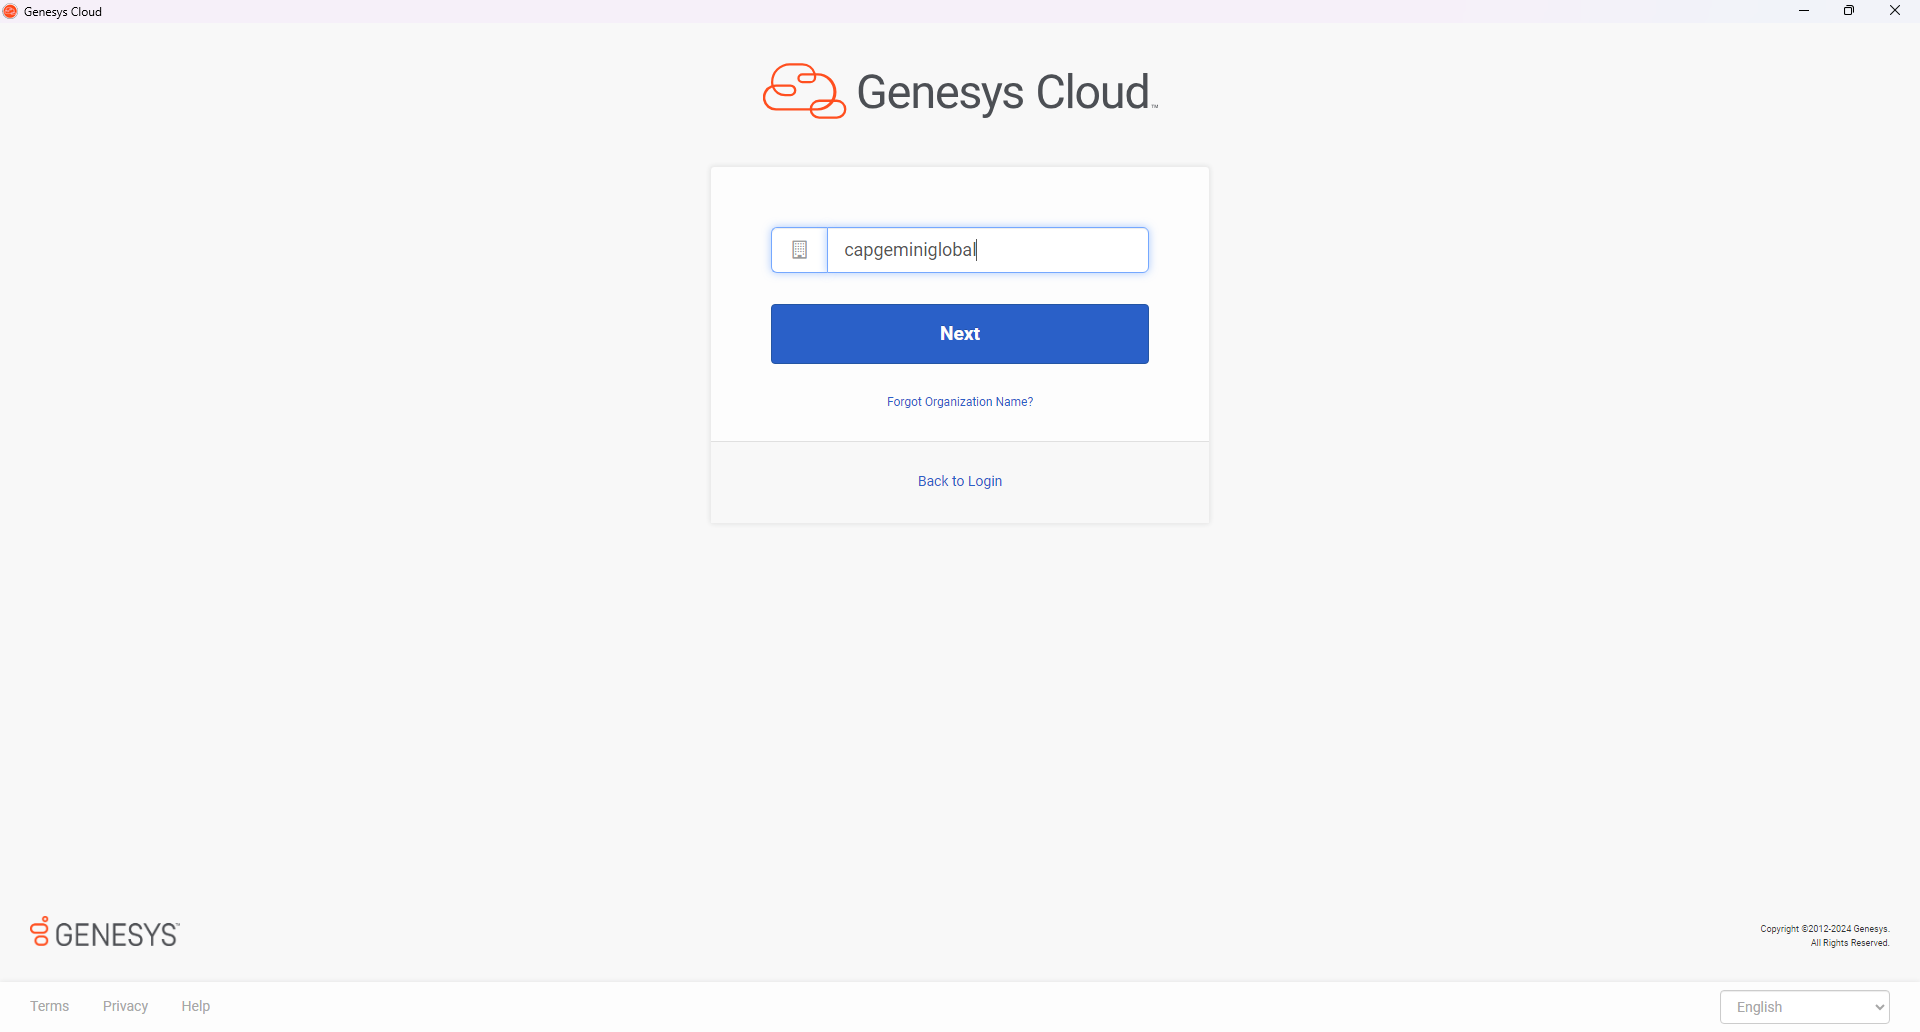 Genesys Cloud
Genesys Cloud™
capgeminiglobal
Next
Forgot Organization Name?
Back to Login
GENESYS™
Copyright ©2012-2024 Genesys.
All Rights Reserved.
Terms Privacy Help
English